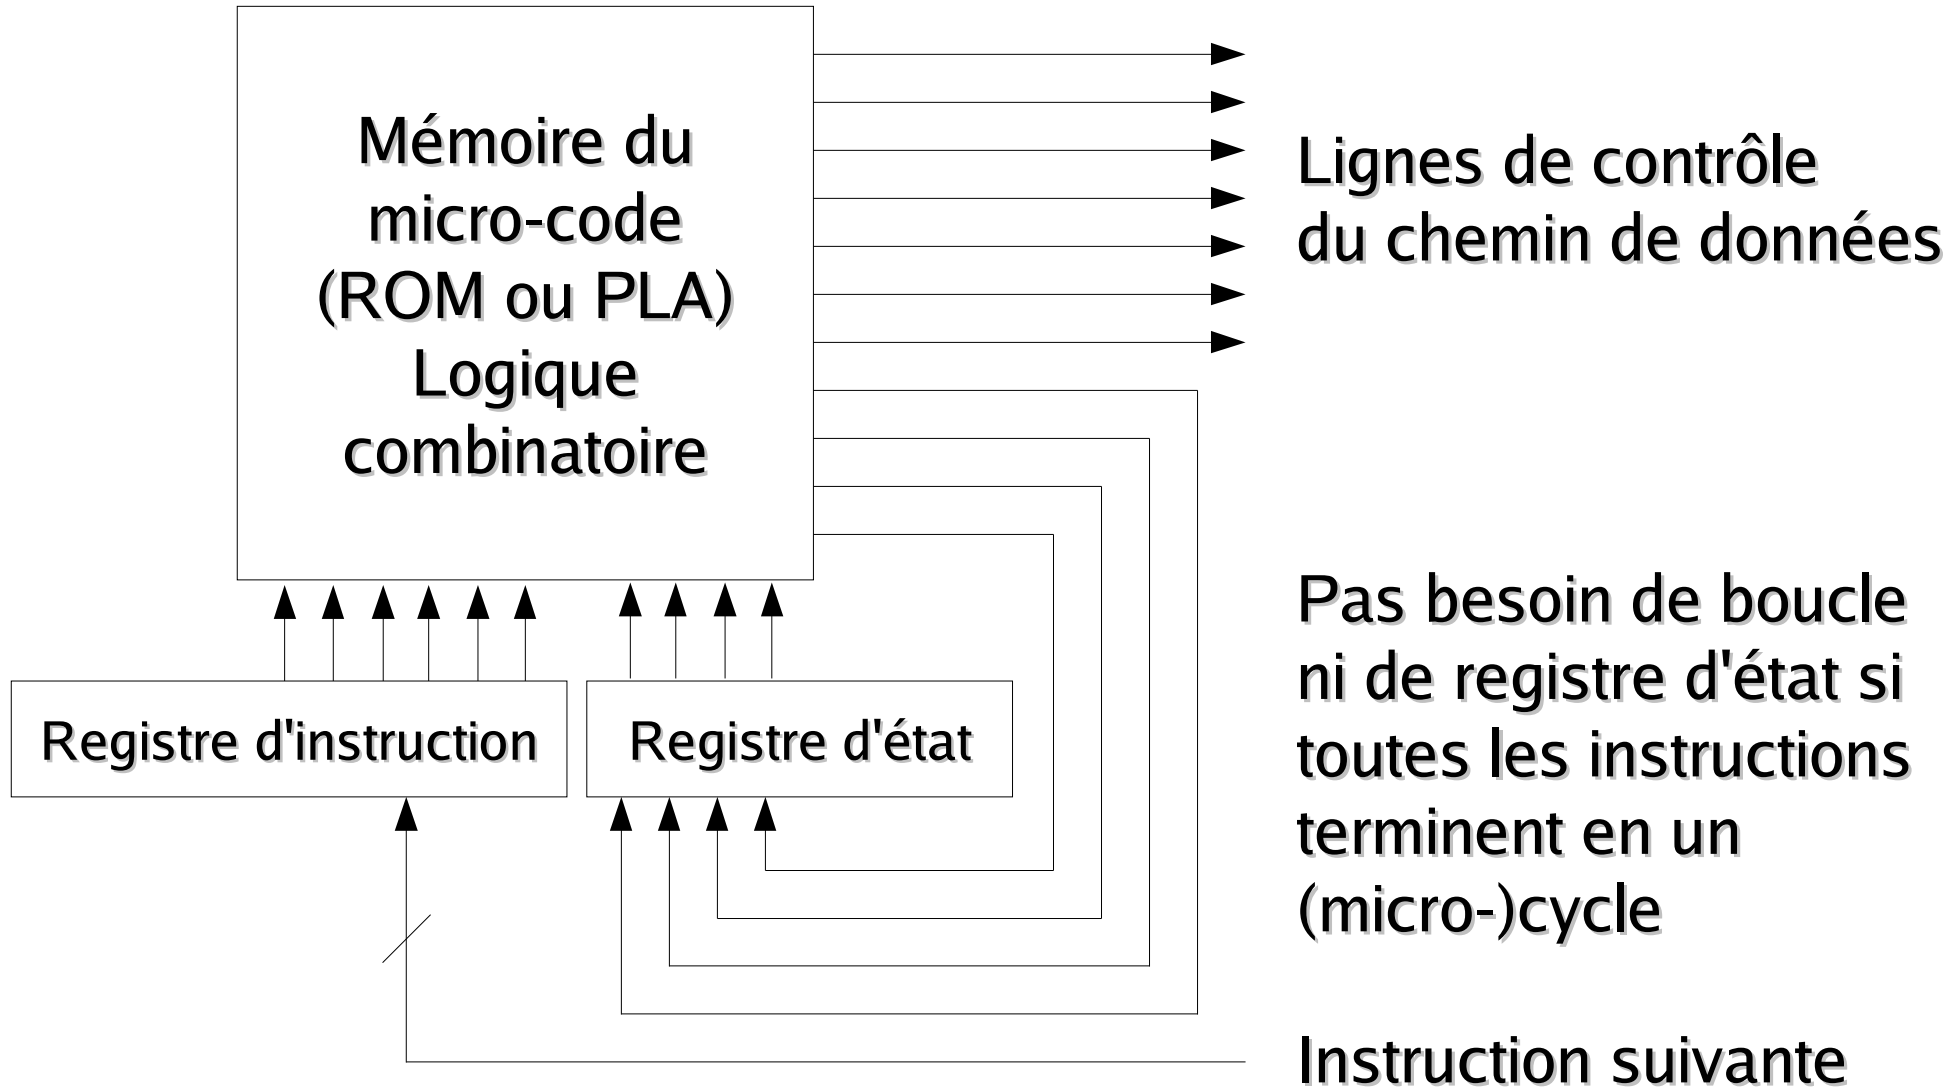 Mémoire du
micro-code
(ROM ou PLA)
Logique
combinatoire
Lignes de contrôle
du chemin de données
Registre d'instruction
Registre d'état
Pas besoin de boucle
ni de registre d'état si
toutes les instructions
terminent en un
(micro-)cycle
Instruction suivante